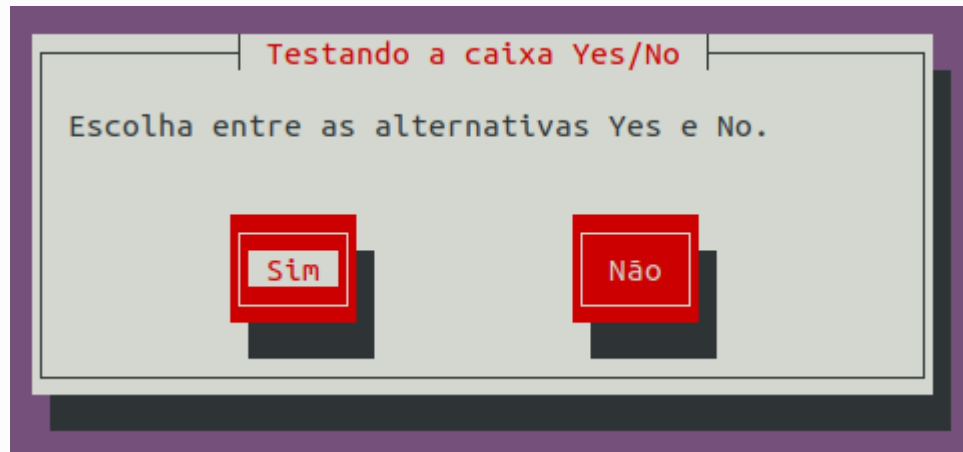 Testando a caixa Yes/No
Escolha entre as alternativas Yes e No.
Sim Não